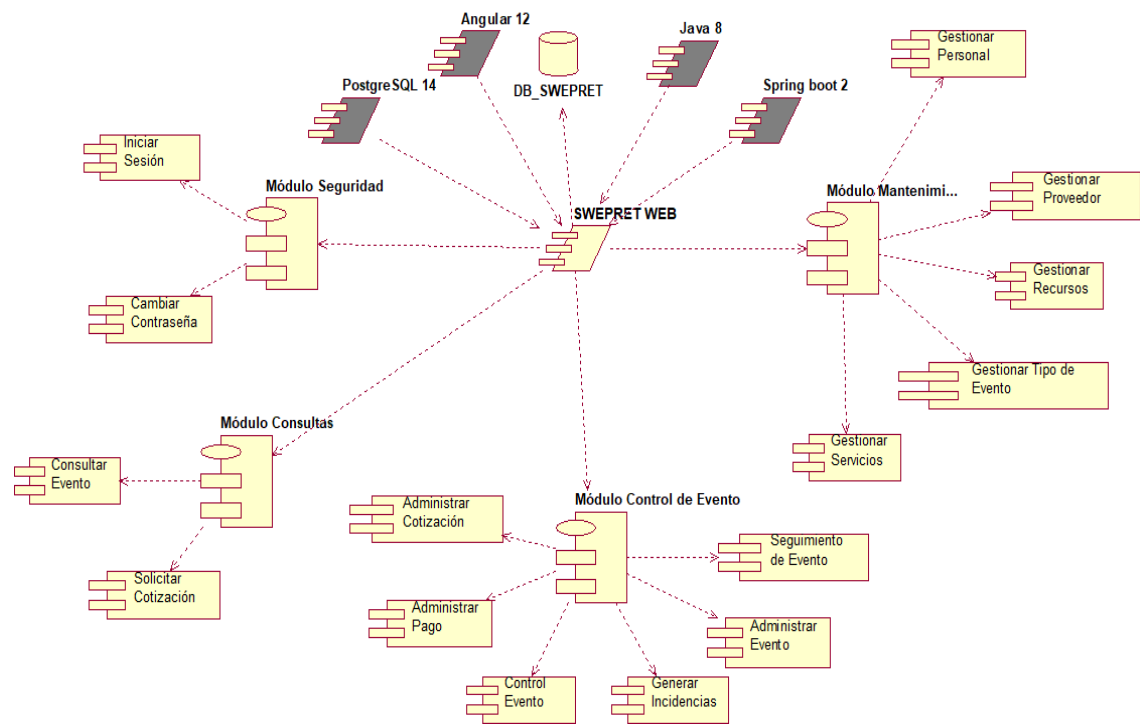 Angular 12
Java 8
Gestionar
Personal
PostgreSQL 14
DB_SWEPRET
Spring boot 2
Iniciar
Sesión
Módulo Seguridad
SWEPRET WEB
Módulo Mantenimi...
Gestionar
Proveedor
Gestionar
Recursos
Cambiar
Contraseña
Gestionar Tipo de
Evento
Módulo Consultas
Gestionar
Servicios
Consultar
Evento
Módulo Control de Evento
Administrar
Cotización
Seguimiento
de Evento
Solicitar
Cotización
Administrar
Pago
Administrar
Evento
Control
Evento
Generar
Incidencias